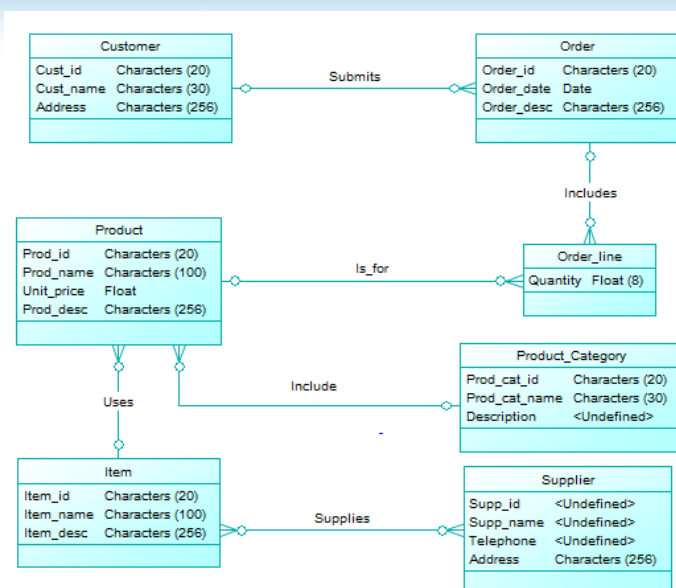 Customer
Cust_id Characters (20)
Cust_name Characters (30)
Address Characters (256)
Submits
Order
Order_id Characters (20)
Order_date Date
Order_desc Characters (256)
Includes
Product
Prod_id Characters (20)
Prod_name Characters (100)
Unit_price Float
Prod_desc Characters (256)
Is_for
Order_line
Quantity Float (8)
Product_Category
Prod_cat_id Characters (20)
Prod_cat_name Characters (30)
Description <Undefined>
Include
Uses
Item
Item_id Characters (20)
Item_name Characters (100)
Item_desc Characters (256)
Supplies
Supplier
Supp_id <Undefined>
Supp_name <Undefined>
Telephone <Undefined>
Address Characters (256)